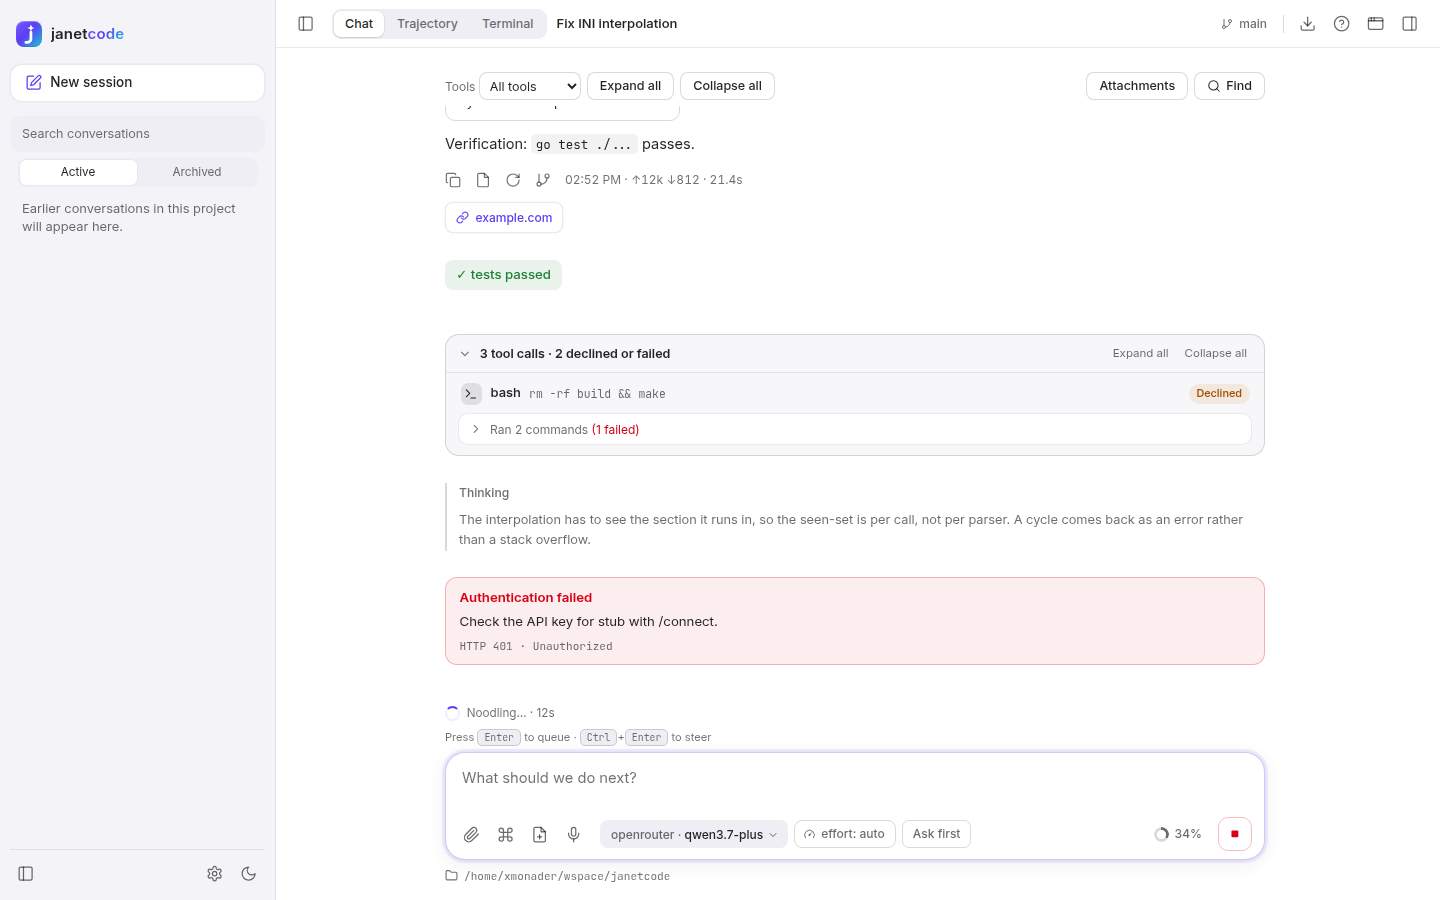 janetcode
New session
Search conversations
Active
Archived
Earlier conversations in this project
will appear here.
Chat
Trajectory
Terminal
Fix INI interpolation
main
Tools
All tools
Expand all
Collapse all
Attachments
Find
Verification: go test ./... passes.
02:52 PM · ↑12k ↓812 · 21.4s
example.com
✓ tests passed
3 tool calls · 2 declined or failed
Expand all
Collapse all
bash rm -rf build && make
Declined
Ran 2 commands (1 failed)
Thinking
The interpolation has to see the section it runs in, so the seen-set is per call, not per parser. A cycle comes back as an error rather
than a stack overflow.
Authentication failed
Check the API key for stub with /connect.
HTTP 401 · Unauthorized
Noodling… · 12s
Press Enter to queue · Ctrl+Enter to steer
What should we do next?
openrouter · qwen3.7-plus
effort: auto
Ask first
34%
/home/xmonader/wspace/janetcode